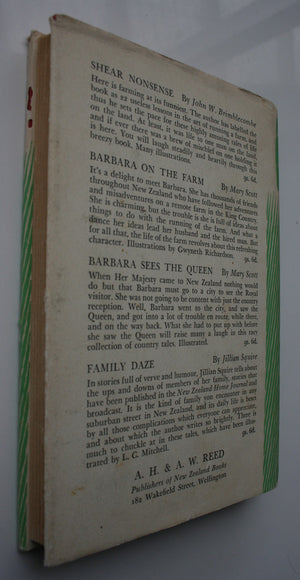 SHEAR NONSENSE By John W. Brimblecombe
Here is farming at its funniest. The author has labelled the
book as 22 useless lessons in the art of running a farm, and
thus he sets the pace for these highly amusing tales of life
on the land. At least, it was life to one man on the land,
and if ever there was a brew of mischief on one holding it
is here. You will laugh steadily and heartily through this
breezy book. Many illustrations. 9s. 6d.
BARBARA ON THE FARM By Mary Scott
It's a delight to meet Barbara. She has thousands of friends
throughout New Zealand who have followed her adventures
and misadventures on a remote farm in the King Country.
She is charming, but the trouble is she is full of ideas about
things to do with the running of the farm. And what a
dance her ideas lead her husband and the hired man. But
for all that, the life of the farm revolves about this refreshing
character. Illustrations by Gwyneth Richardson. 9s. 6d.
BARBARA SEES THE QUEEN By Mary Scott
When Her Majesty came to New Zealand nothing would
do but that Barbara must go to a city to see the Royal
visitor. She was not going to be content with just the country
reception. Well, Barbara went to the city, and saw the
Queen, and got into a lot of trouble en route, while there,
and on the way back. What she had to put up with before
she saw the Queen will raise many a laugh in this racy
collection of country tales. Illustrated. 9s. 6d.
FAMILY DAZE By Jillian Squire
In stories full of verve and humour, Jillian Squire tells about
the ups and downs of members of her family, stories that
have been published in the New Zealand Home Journal and
broadcast. It is the kind of family you encounter in any
suburban street in New Zealand, and its daily life is beset
by all those complications which everyone can appreciate,
and about which the author writes so brightly. There is
much to chuckle at in these tales, which have been illus-
trated by L. G. Mitchell. 9s. 6d.
A. H. & A. W. REED
Publishers of New Zealand Books
182 Wakefield Street, Wellington